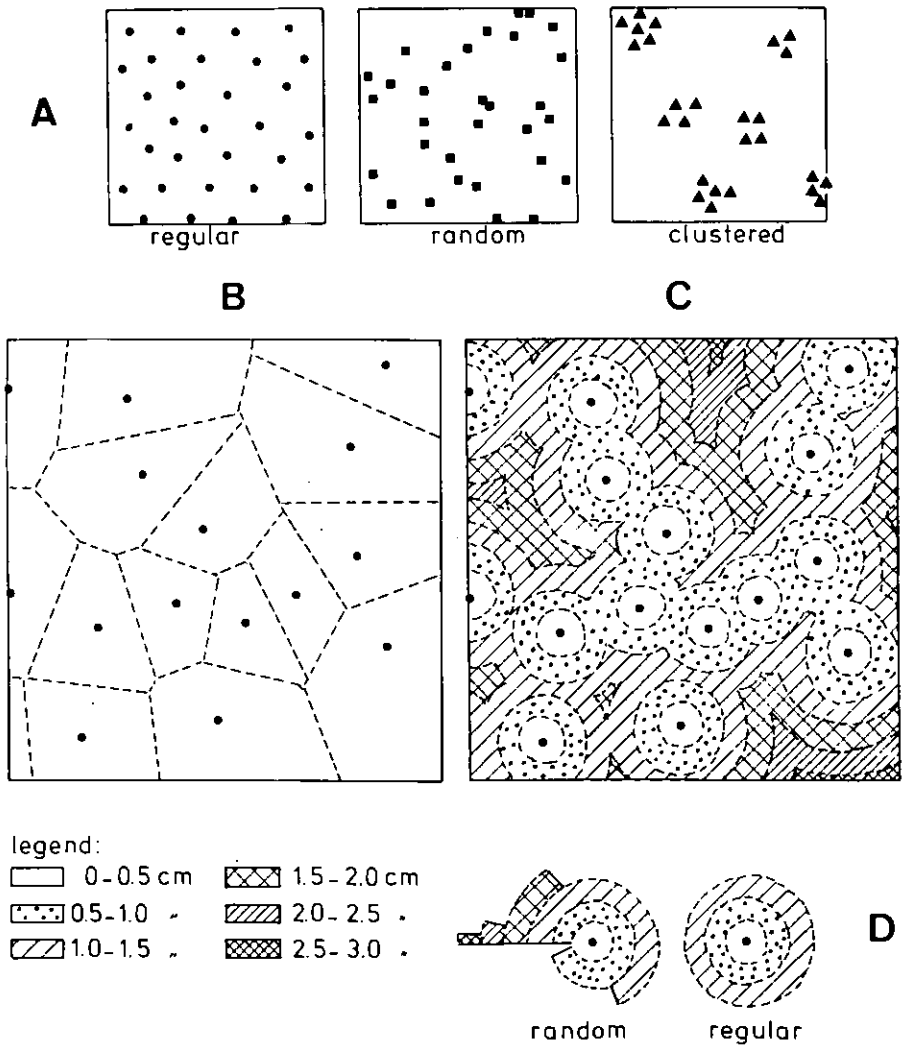 A
regular
random
clustered
B
C
legend:
0-0.5 cm
1.5-2.0 cm
0.5-1.0 "
2.0-2.5 "
1.0-1.5 "
2.5-3.0 "
D
random
regular